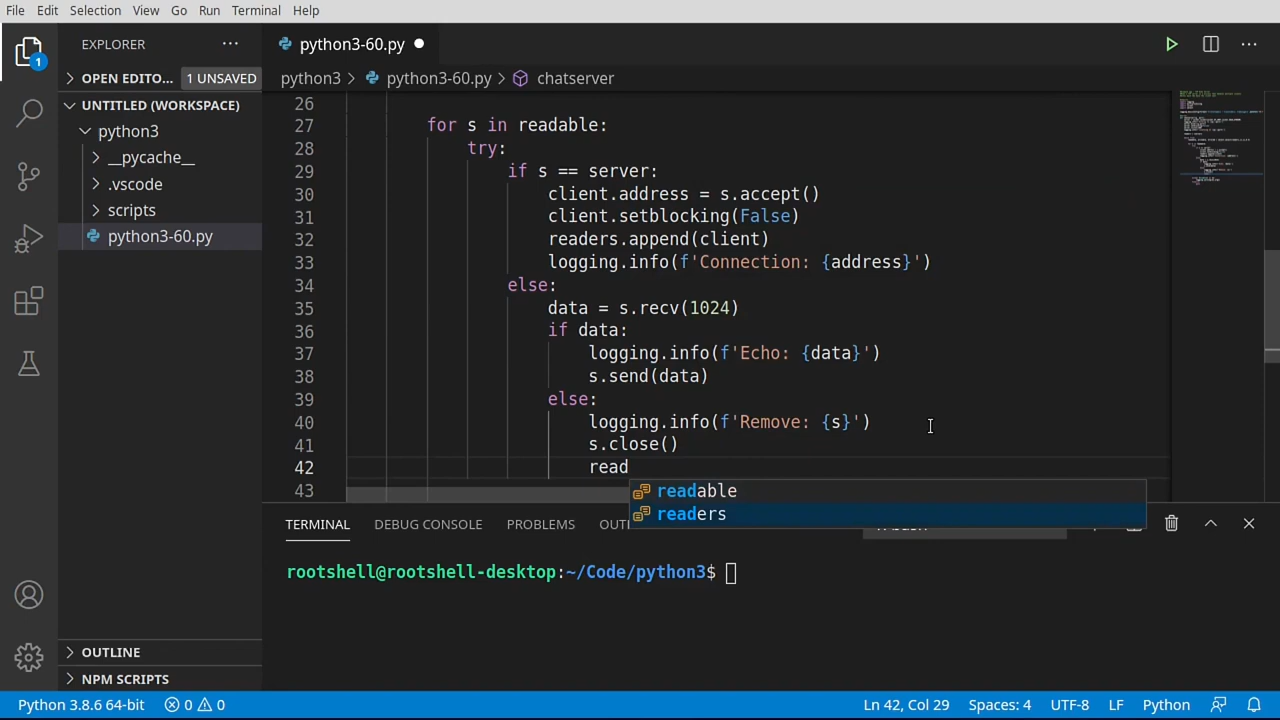 File Edit Selection View Go Run Terminal Help
EXPLORER ...
python3-60.py
OPEN EDITO... 1 UNSAVED
python3 > python3-60.py > chatserver
UNTITLED (WORKSPACE)
python3
__pycache__
.vscode
scripts
python3-60.py
1
26
27 for s in readable:
28 try:
29 if s == server:
30 client.address = s.accept()
31 client.setblocking(False)
32 readers.append(client)
33 logging.info(f'Connection: {address}')
34 else:
35 data = s.recv(1024)
36 if data:
37 logging.info(f'Echo: {data}')
38 s.send(data)
39 else:
40 logging.info(f'Remove: {s}')
41 s.close()
42 read
43
readable
readers
TERMINAL DEBUG CONSOLE PROBLEMS OUT
rootshell@rootshell-desktop:~/Code/python3$
OUTLINE
NPM SCRIPTS
Python 3.8.6 64-bit 0 0 Ln 42, Col 29 Spaces: 4 UTF-8 LF Python